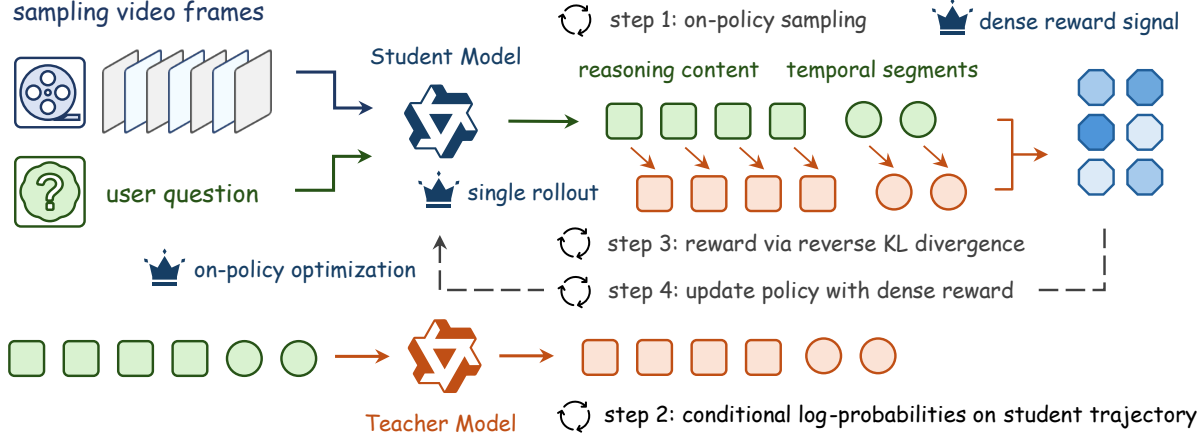 sampling video frames
step 1: on-policy sampling
dense reward signal
Student Model
reasoning content
temporal segments
user question
single rollout
step 3: reward via reverse KL divergence
on-policy optimization
step 4: update policy with dense reward
Teacher Model
step 2: conditional log-probabilities on student trajectory